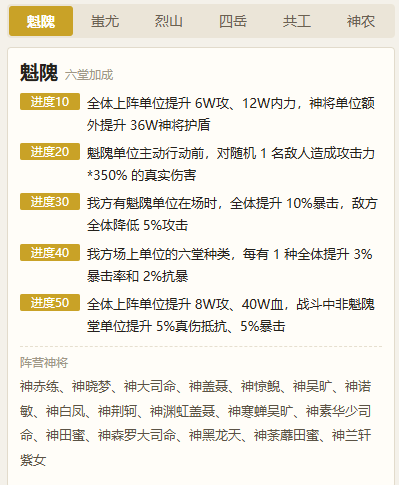 魁隗 蚩尤 烈山 四岳 共工 神农
魁隗 六堂加成
进度10 全体上阵单位提升 6W攻、12W内力，神将单位额
外提升 36W神将护盾
进度20 魁隗单位主动行动前，对随机 1 名敌人造成攻击力
*350% 的真实伤害
进度30 我方有魁隗单位在场时，全体提升 10%暴击，敌方
全体降低 5%攻击
进度40 我方场上单位的六堂种类，每有 1 种全体提升 3%
暴击率和 2%抗暴
进度50 全体上阵单位提升 8W攻、40W血，战斗中非魁隗
堂单位提升 5%真伤抵抗、5%暴击
阵营神将
神赤练、神晓梦、神大司命、神盖聂、神惊鲵、神吴旷、神诺
敏、神白凤、神荆轲、神渊虹盖聂、神寒蝉吴旷、神素华少司
命、神田蜜、神森罗大司命、神黑龙天、神荼蘼田蜜、神兰轩
紫女